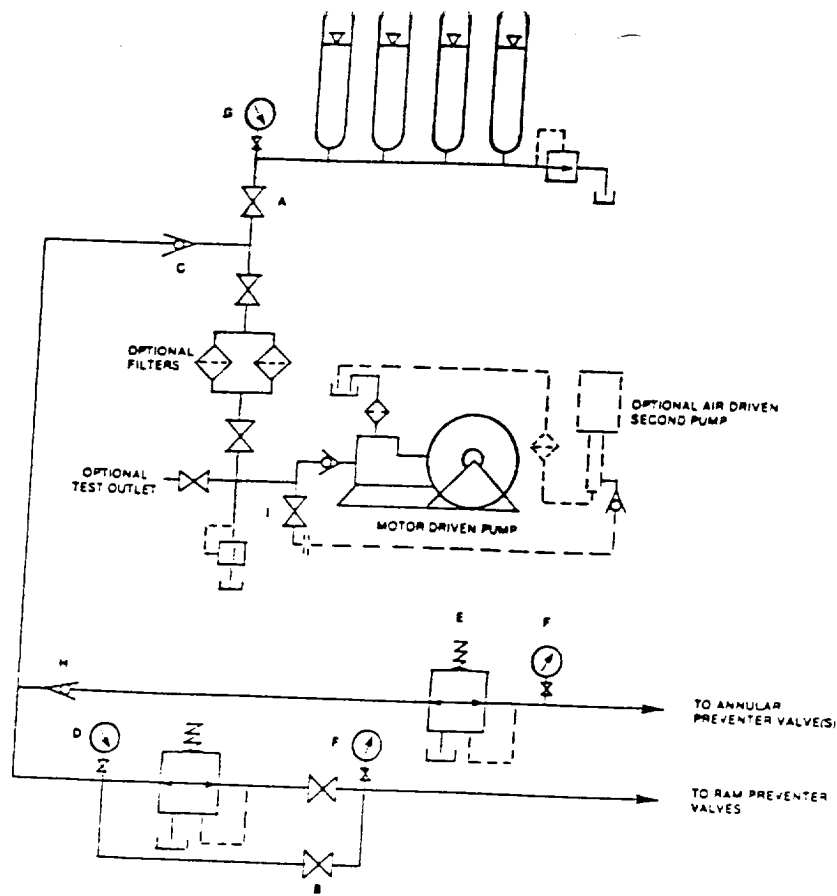 G
A
C
OPTIONAL
FILTERS
OPTIONAL AIR DRIVEN
SECOND PUMP
OPTIONAL
TEST OUTLET
I
MOTOR DRIVEN PUMP
E
F
H
TO ANNULAR
PREVENTER VALVE(S)
D
F
TO RAM PREVENTER
VALVES
B